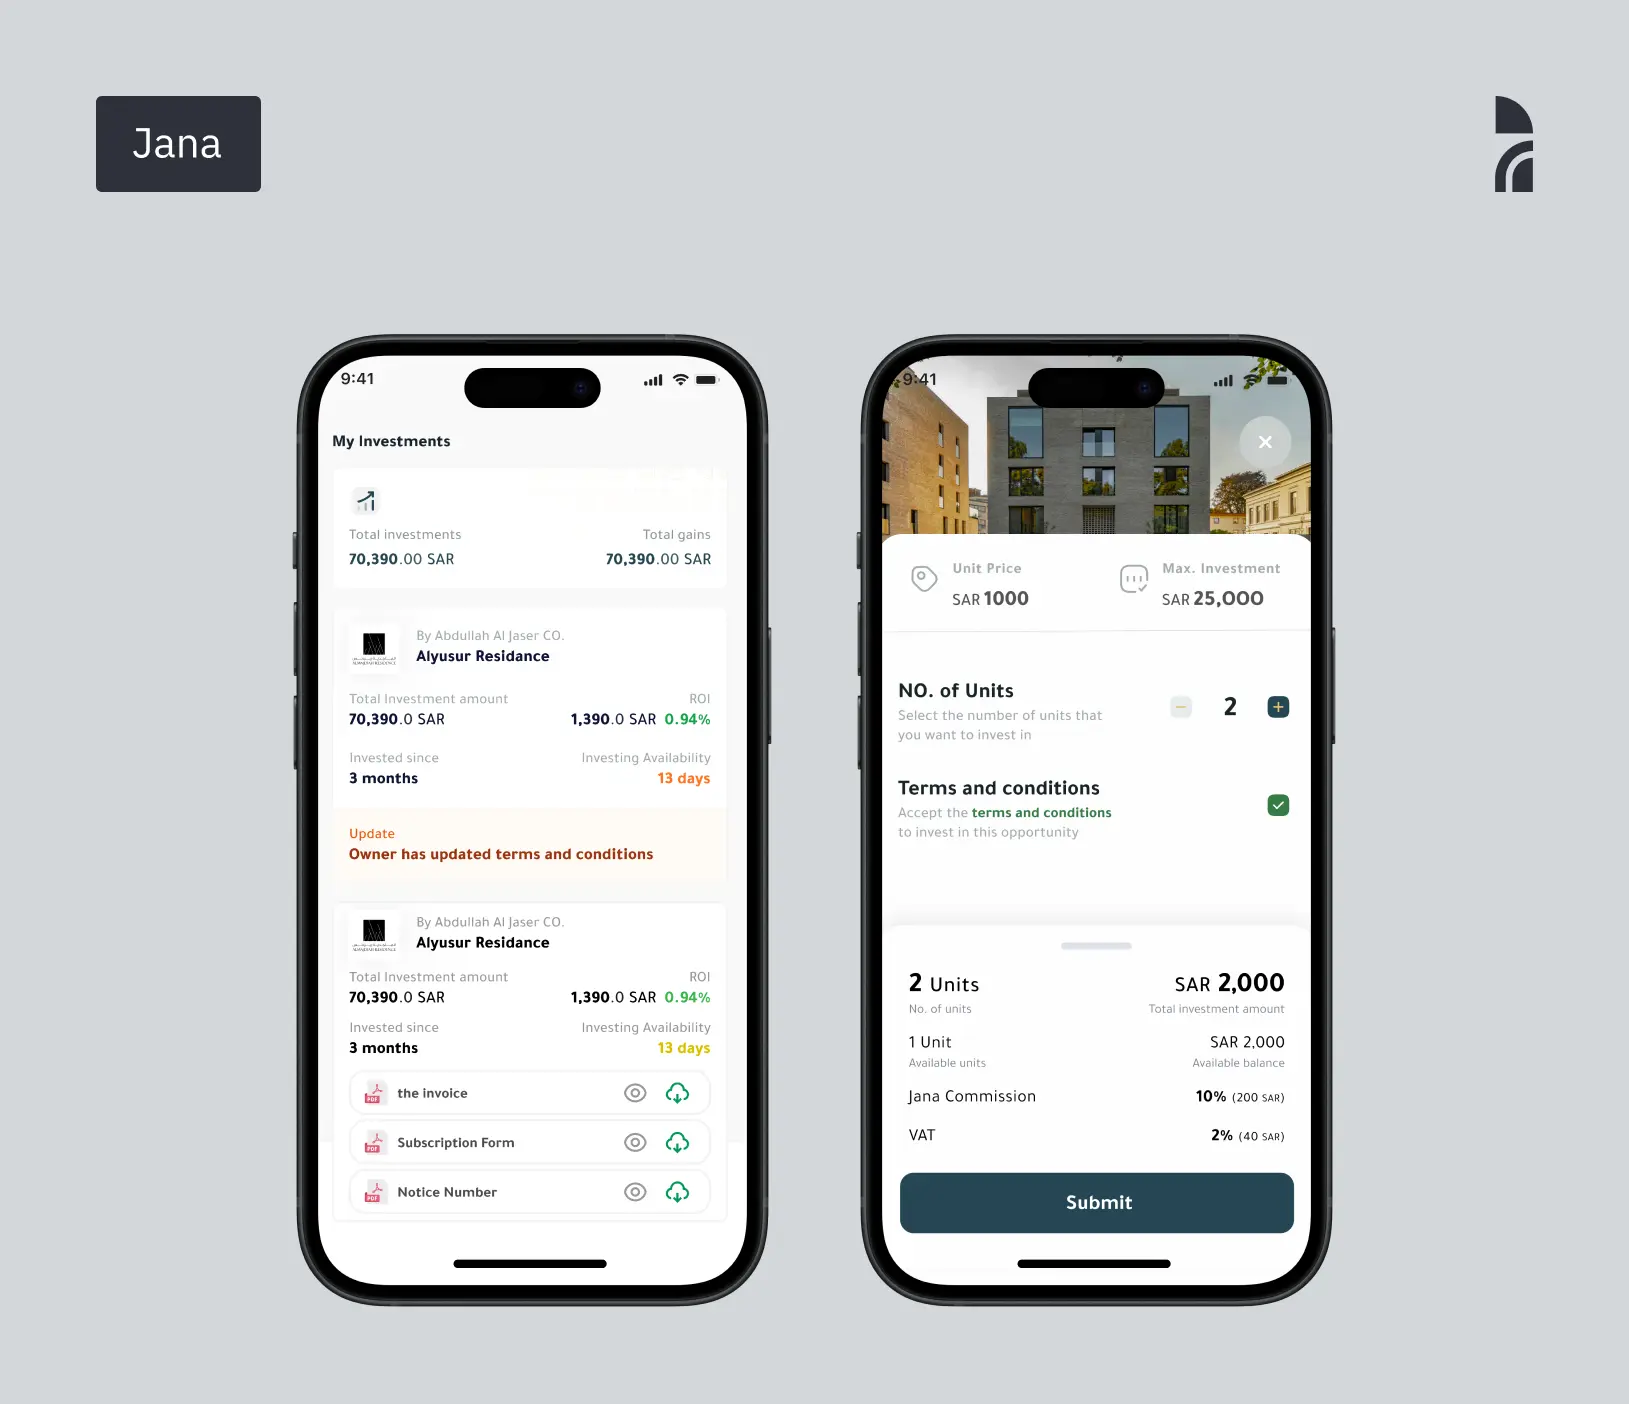 Jana
9:41
My Investments
Total investments
Total gains
70,390.00 SAR
70,390.00 SAR
By Abdullah Al Jaser CO.
Alyusur Residance
Total Investment amount
ROI
70,390.0 SAR
1,390.0 SAR 0.94%
Invested since
Investing Availability
3 months
13 days
Update
Owner has updated terms and conditions
By Abdullah Al Jaser CO.
Alyusur Residance
Total Investment amount
ROI
70,390.0 SAR
1,390.0 SAR 0.94%
Invested since
Investing Availability
3 months
13 days
PDF
the invoice
PDF
Subscription Form
PDF
Notice Number
9:41
Unit Price
Max. Investment
SAR 1000
SAR 25,000
NO. of Units
Select the number of units that
you want to invest in
2
Terms and conditions
Accept the terms and conditions
to invest in this opportunity
2 Units
SAR 2,000
No. of units
Total investment amount
1 Unit
SAR 2,000
Available units
Available balance
Jana Commission
10% (200 SAR)
VAT
2% (40 SAR)
Submit